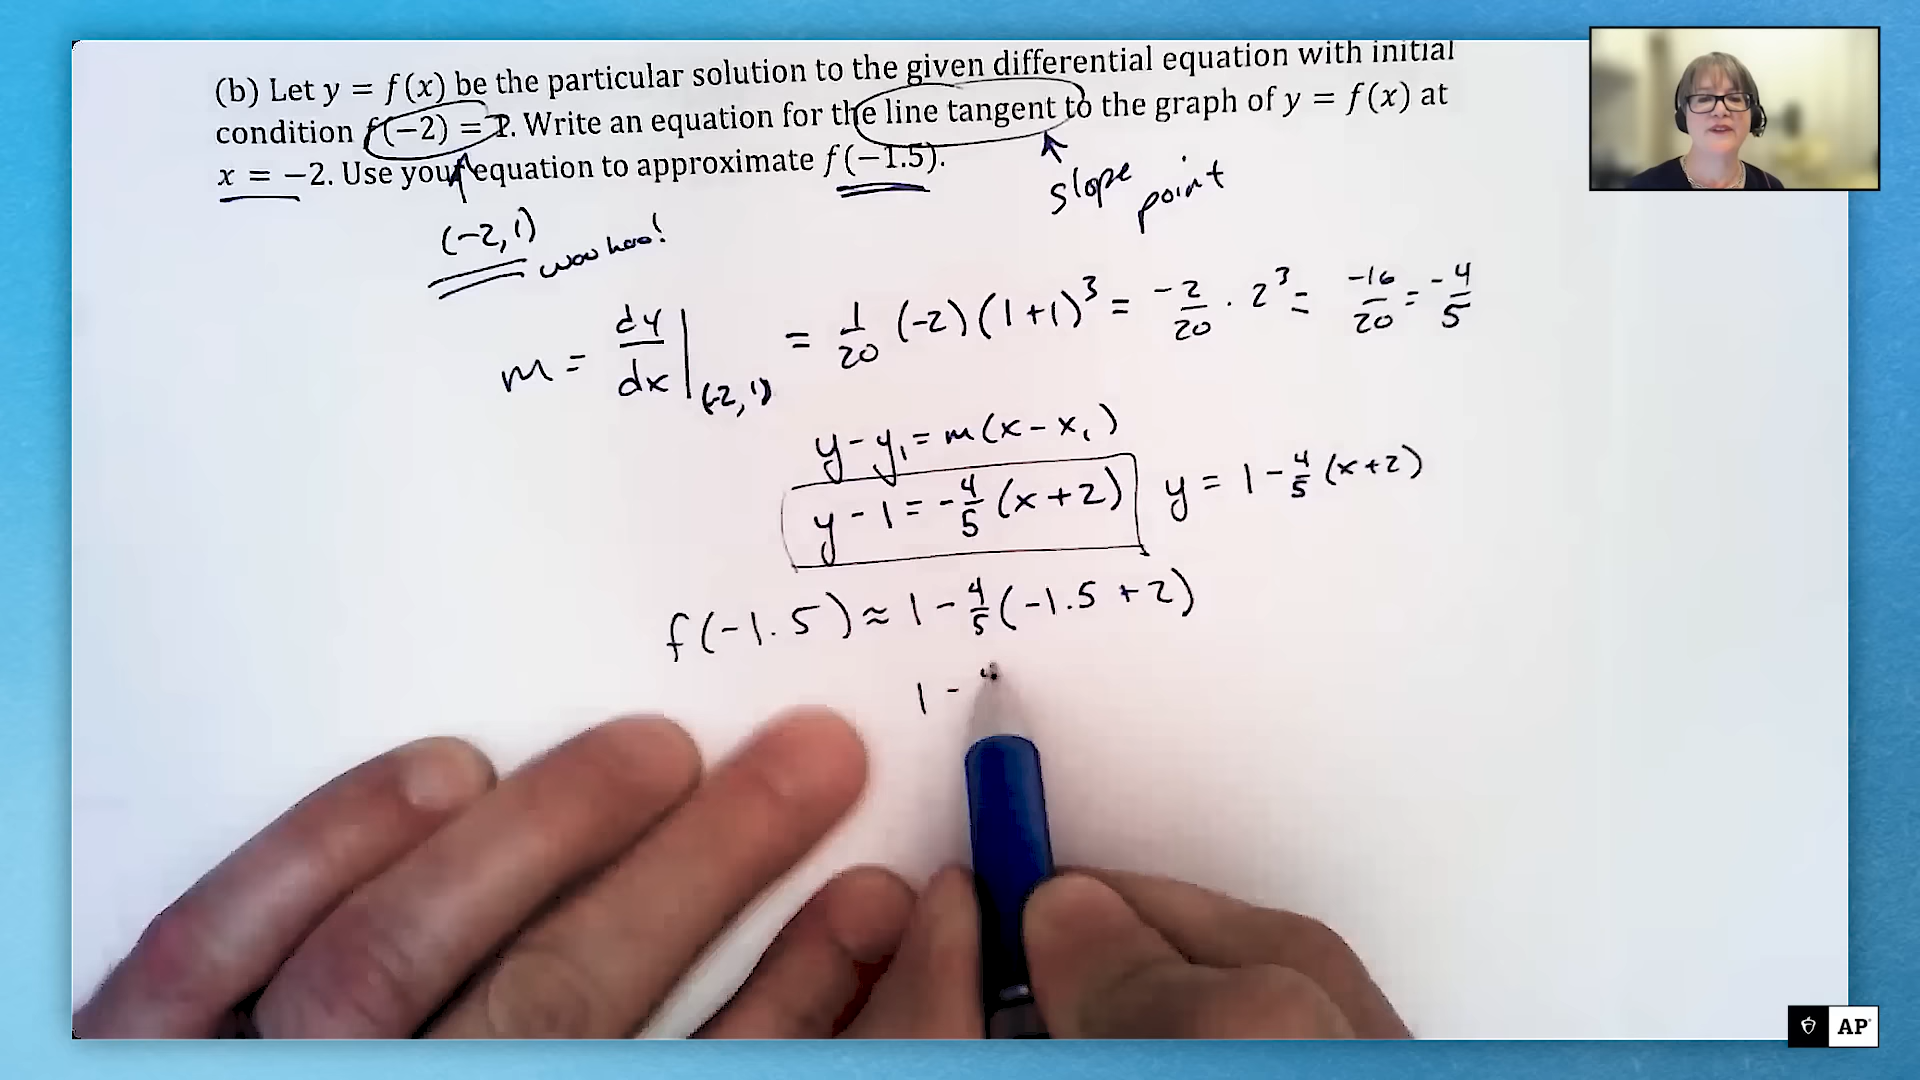 (b) Let y = f(x) be the particular solution to the given differential equation with initial
condition f(−2) = 1. Write an equation for the line tangent to the graph of y = f(x) at
x = −2. Use your equation to approximate f(−1.5).
slope point
(-2,1) woo hoo!
m = dy/dx |(-2,1) = 1/20 (-2)(1+1)^3 = -2/20 · 2^3 = -16/20 = -4/5
y - y₁ = m(x - x₁)
y - 1 = -4/5 (x+2) y = 1 - 4/5 (x+2)
f(-1.5) ≈ 1 - 4/5 (-1.5 + 2)
1 - 4
AP